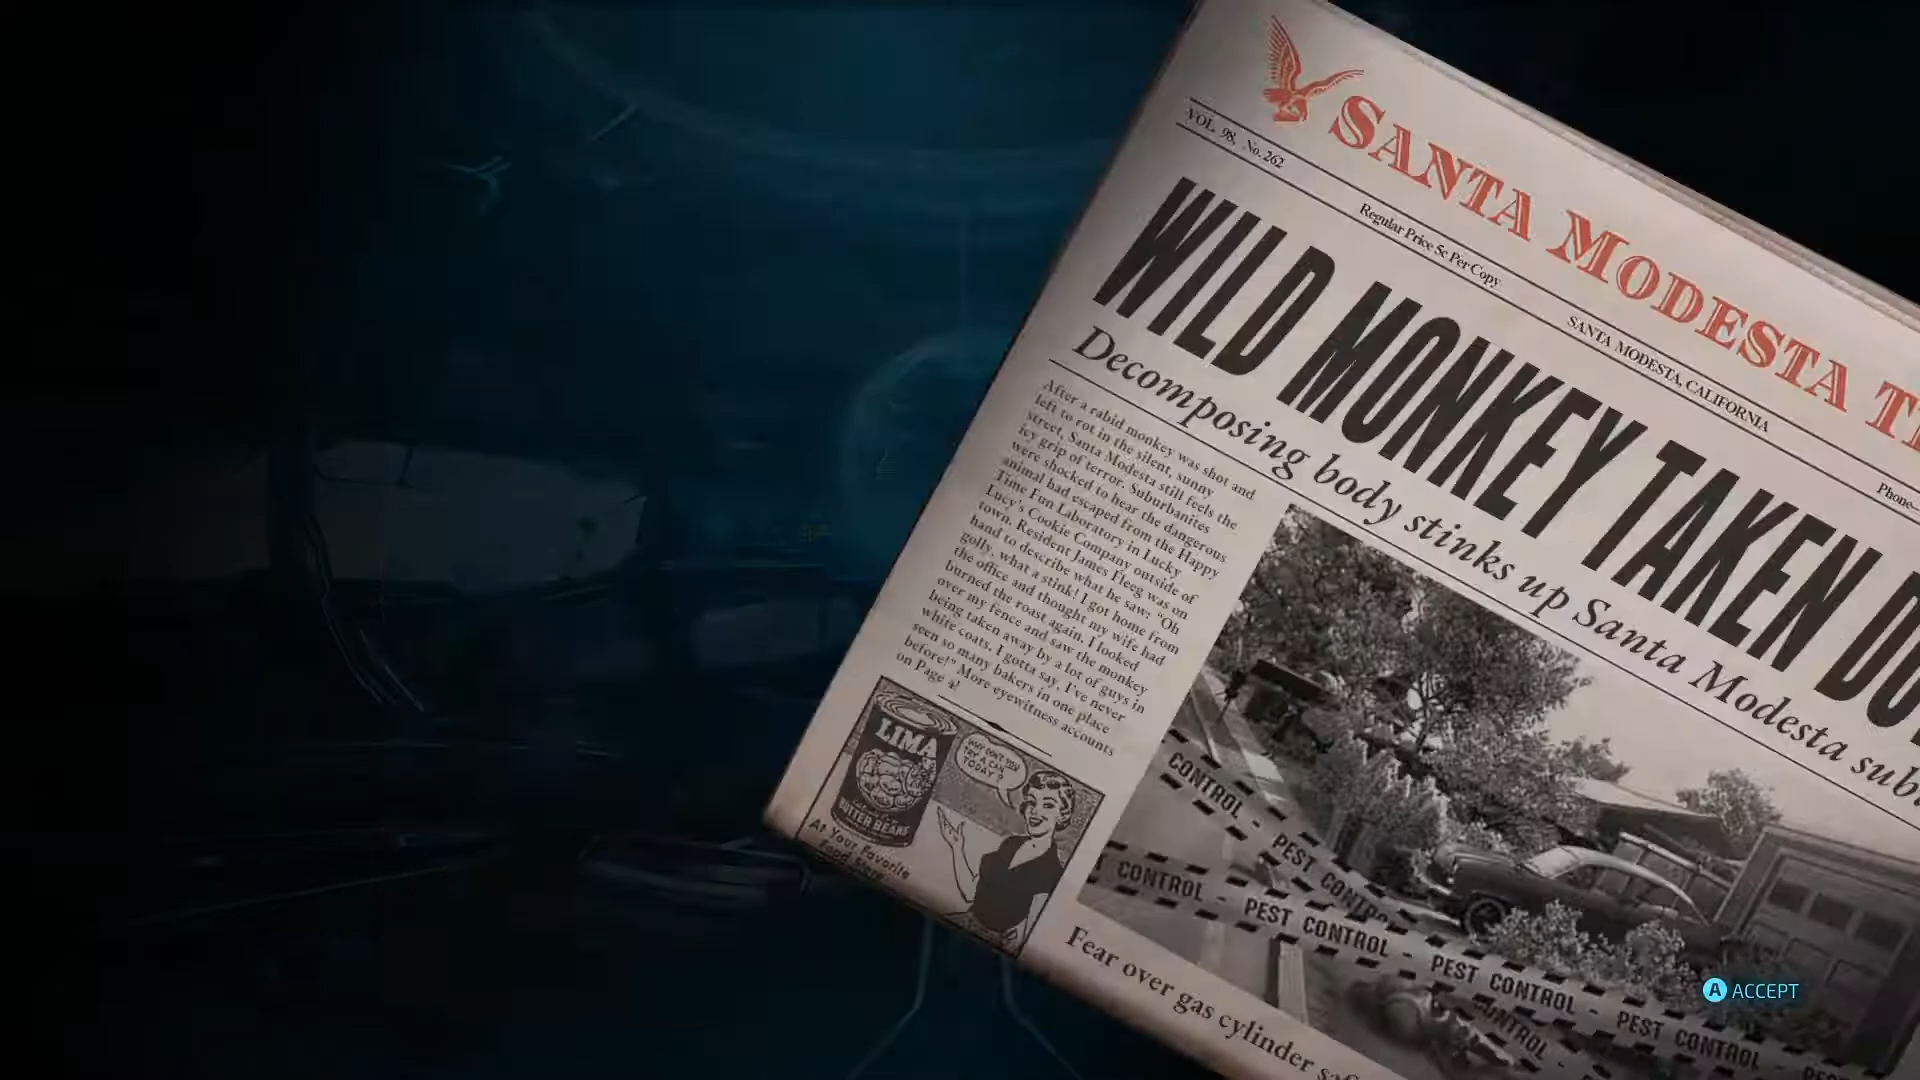 SANTA MODESTA
VOL. 98, No. 262
Regular Price 5c Per Copy
SANTA MODESTA, CALIFORNIA
Phone
WILD MONKEY TAKEN
Decomposing body stinks up Santa Modesta
After a rabid monkey was shot and
left to rot in the silent, sunny
street, Santa Modesta still feels the
icy grip of terror. Suburbanites
were shocked to hear the dangerous
animal had escaped from the Happy
Time Fun Laboratory in Lucky
Lucy's Cookie Company outside of
town. Resident James Fleeg was on
hand to describe what he saw: "Oh
golly, what a stink! I got home from
the office and thought my wife had
burned the roast again. I looked
over my fence and saw the monkey
being taken away by a lot of guys in
white coats. I gotta say, I've never
seen so many bakers in one place
before!" More eyewitness accounts
on Page 4!
LIMA
BUTTER BEANS
WHY DON'T YOU
TRY A CAN
TODAY?
At Your Favorite
Food Store
CONTROL - PEST CONTROL
CONTROL - PEST CONTROL - PEST CONTROL - PEST CONTROL
Fear over gas cylinder
A ACCEPT